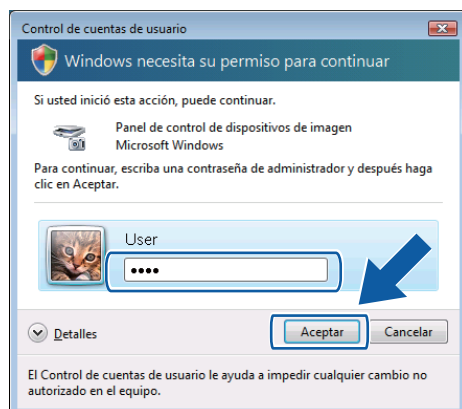 Control de cuentas de usuario
Windows necesita su permiso para continuar
Si usted inició esta acción, puede continuar.
Panel de control de dispositivos de imagen
Microsoft Windows
Para continuar, escriba una contraseña de administrador y después haga
clic en Aceptar.
User
••••
Detalles
Aceptar
Cancelar
El Control de cuentas de usuario le ayuda a impedir cualquier cambio no
autorizado en el equipo.